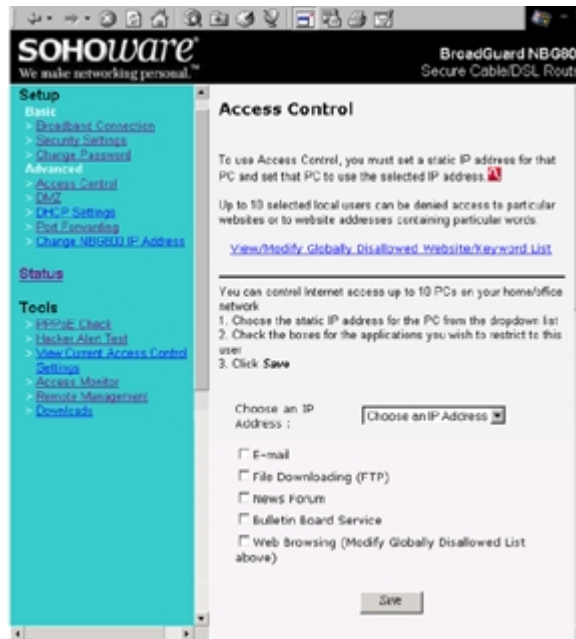 SOHOware
We make networking personal.™
BroadGuard NBG80
Secure Cable/DSL Rout
Setup
Basic
> Broadband Connection
> Security Settings
> Change Password
Advanced
> Access Control
> DMZ
> DHCP Settings
> Port Forwarding
> Change NBG800 IP Address
Status
Tools
> PPPoE Check
> Hacker Alert Test
> View Current Access Control
Settings
> Access Monitor
> Remote Management
> Downloads
Access Control
To use Access Control, you must set a static IP address for that
PC and set that PC to use the selected IP address.
Up to 10 selected local users can be denied access to particular
websites or to website addresses containing particular words.
View/Modify Globally Disallowed Website/Keyword List
You can control Internet access up to 10 PCs on your home/office
network
1. Choose the static IP address for the PC from the dropdown list
2. Check the boxes for the applications you wish to restrict to this
user
3. Click Save
Choose an IP
Address :
Choose an IP Address
E-mail
File Downloading (FTP)
News Forum
Bulletin Board Service
Web Browsing (Modify Globally Disallowed List
above)
Save